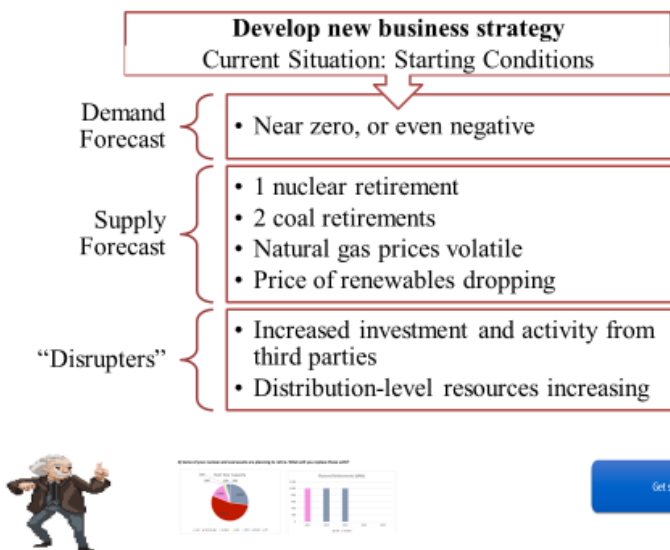 Develop new business strategy
Current Situation: Starting Conditions
Demand
Forecast
• Near zero, or even negative
Supply
Forecast
• 1 nuclear retirement
• 2 coal retirements
• Natural gas prices volatile
• Price of renewables dropping
“Disrupters”
• Increased investment and activity from
third parties
• Distribution-level resources increasing
Get s